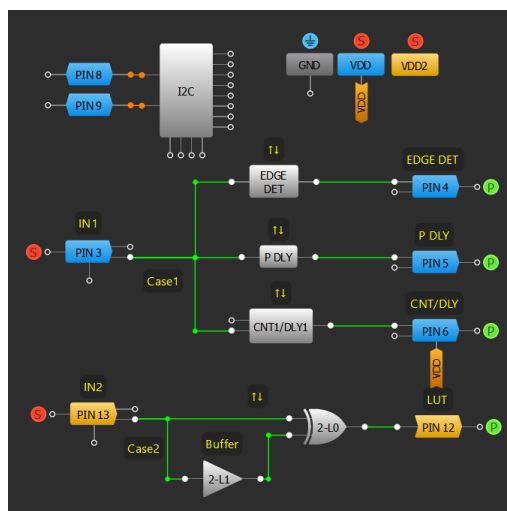 PIN 8
PIN 9
I2C
GND
VDD
VDD2
S
S
VDD
↑↓
EDGE
DET
EDGE DET
PIN 4
P
IN1
S
PIN 3
Case1
↑↓
P DLY
P DLY
PIN 5
P
↑↓
CNT1/DLY1
CNT/DLY
PIN 6
P
VDD
IN2
S
PIN 13
Case2
↑↓
Buffer
2-L1
2-L0
LUT
PIN 12
P